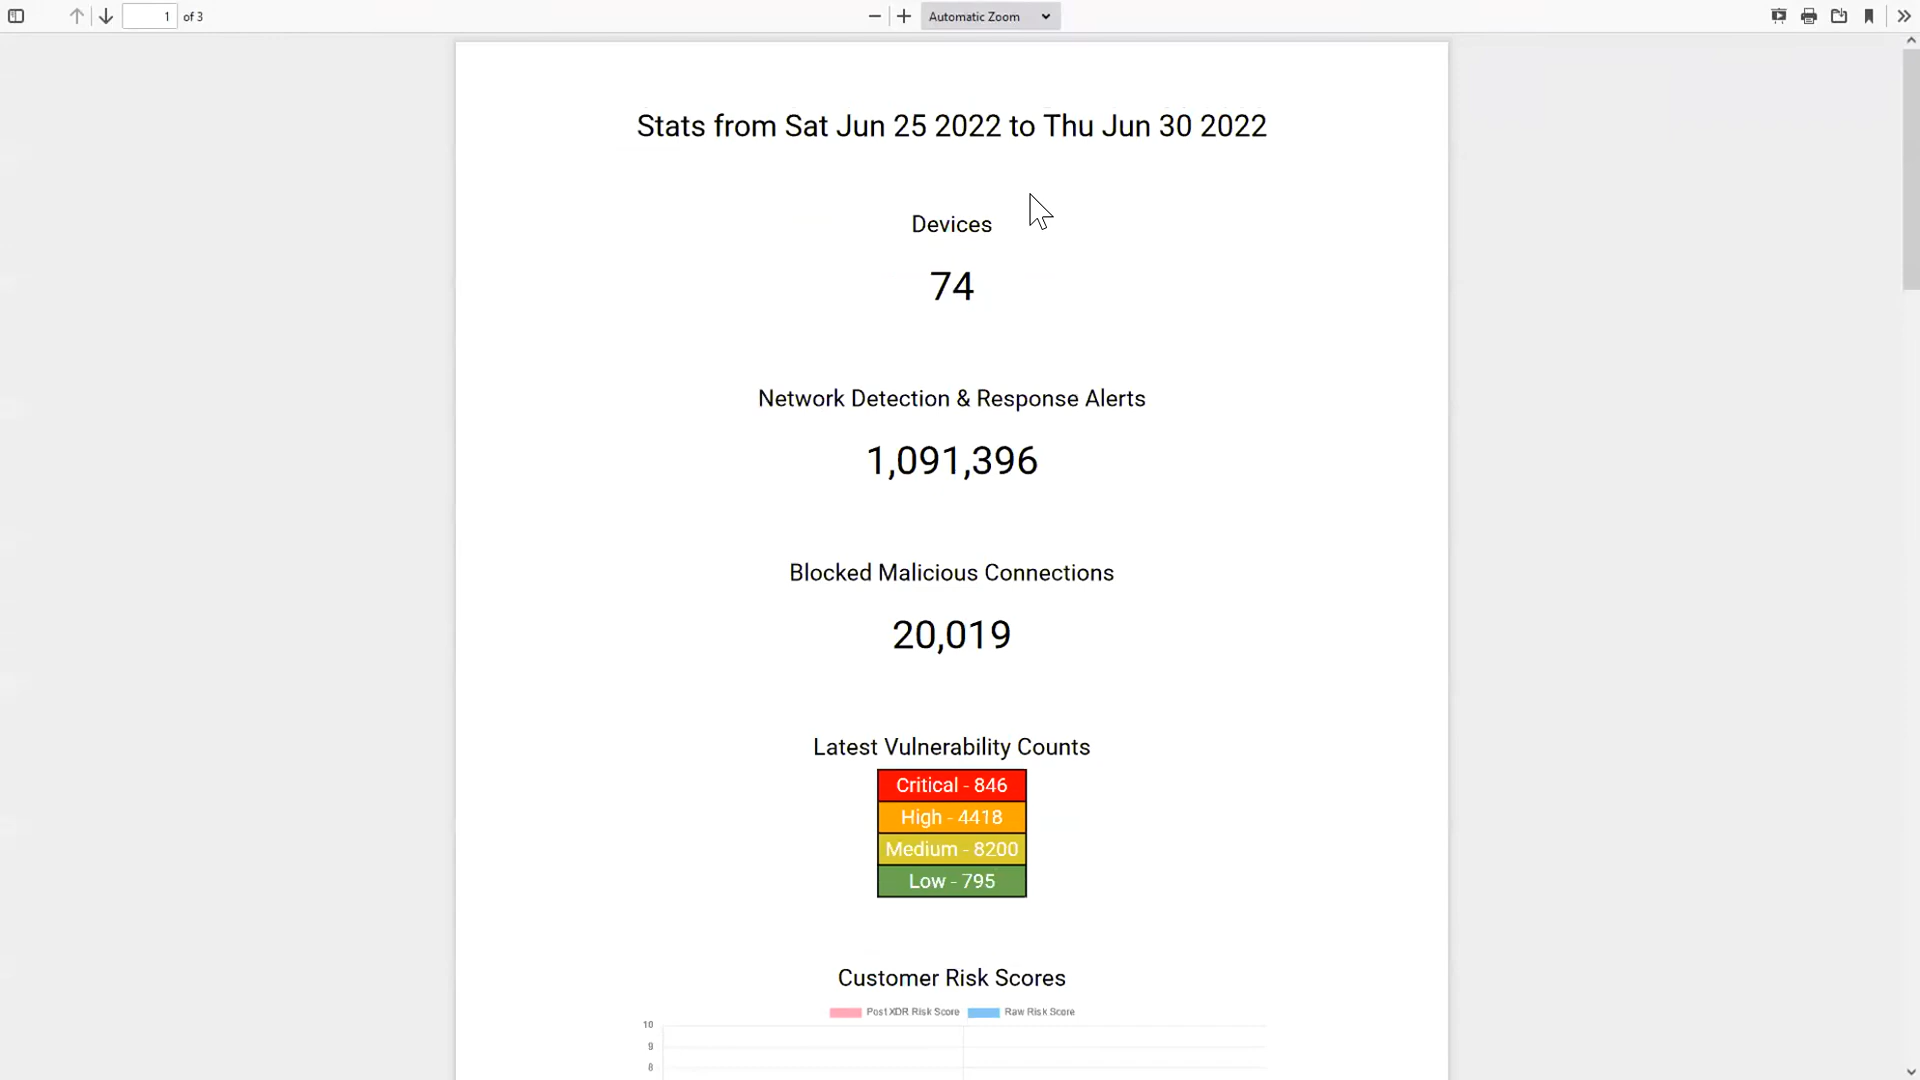 1 of 3
Automatic Zoom
Stats from Sat Jun 25 2022 to Thu Jun 30 2022
Devices
74
Network Detection & Response Alerts
1,091,396
Blocked Malicious Connections
20,019
Latest Vulnerability Counts
Critical - 846
High - 4418
Medium - 8200
Low - 795
Customer Risk Scores
Post XDR Risk Score Raw Risk Score
10
9
8